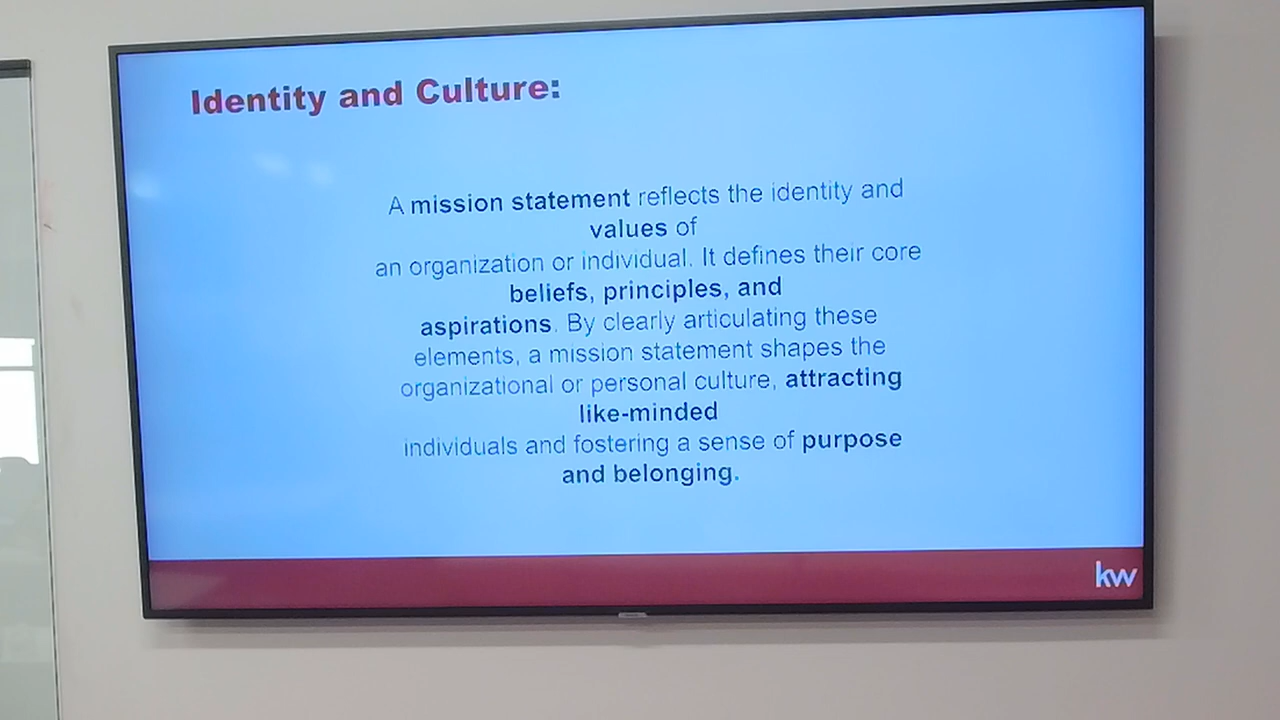 Identity and Culture:
A mission statement reflects the identity and
values of
an organization or individual. It defines their core
beliefs, principles, and
aspirations. By clearly articulating these
elements, a mission statement shapes the
organizational or personal culture, attracting
like-minded
individuals and fostering a sense of purpose
and belonging.
kw